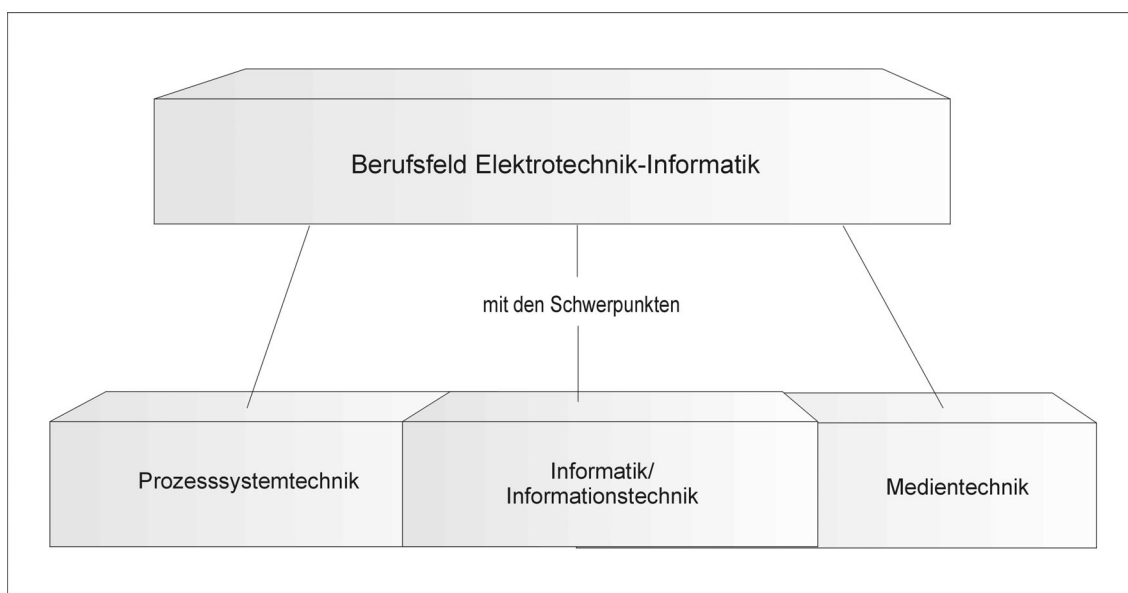 Berufsfeld Elektrotechnik-Informatik
mit den Schwerpunkten
Prozesssystemtechnik
Informatik/
Informationstechnik
Medientechnik